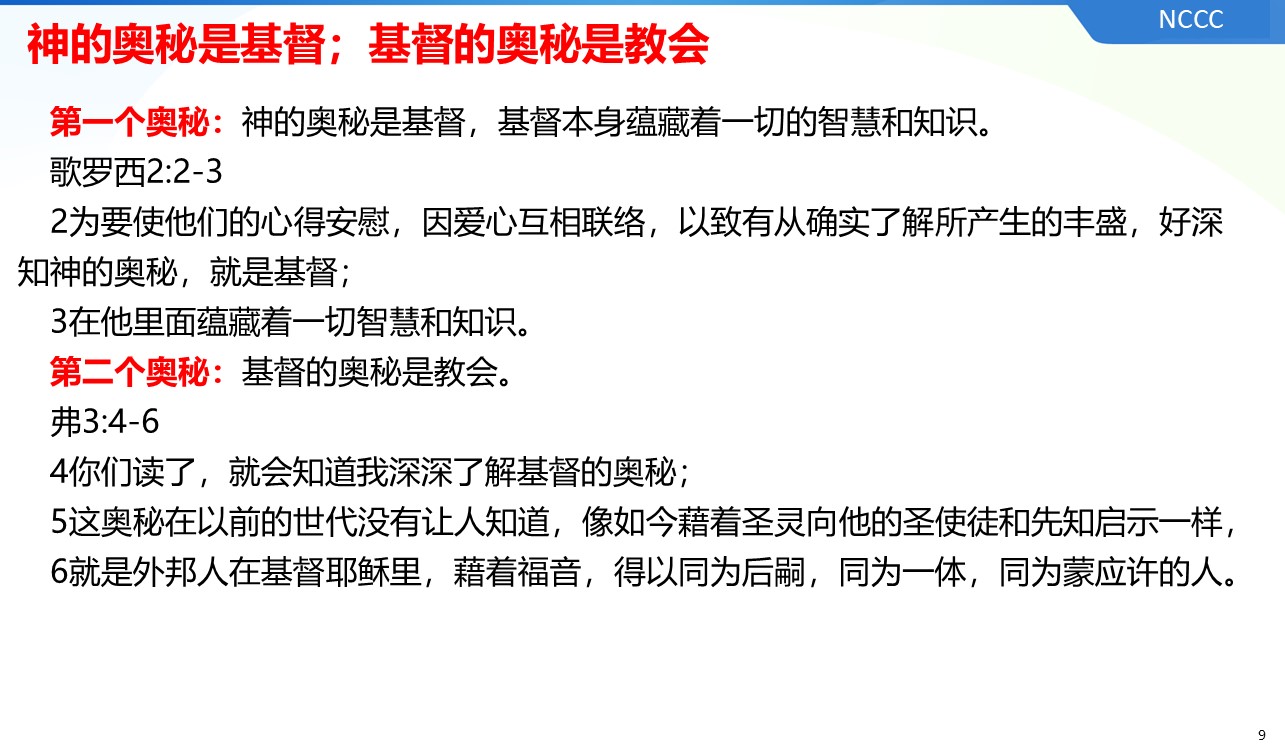 NCCC
神的奥秘是基督；基督的奥秘是教会
第一个奥秘：神的奥秘是基督，基督本身蕴藏着一切的智慧和知识。
歌罗西2:2-3
2为要使他们的心得安慰，因爱心互相联络，以致有从确实了解所产生的丰盛，好深
知神的奥秘，就是基督；
3在他里面蕴藏着一切智慧和知识。
第二个奥秘：基督的奥秘是教会。
弗3:4-6
4你们读了，就会知道我深深了解基督的奥秘；
5这奥秘在以前的世代没有让人知道，像如今藉着圣灵向他的圣使徒和先知启示一样，
6就是外邦人在基督耶稣里，藉着福音，得以同为后嗣，同为一体，同为蒙应许的人。
9